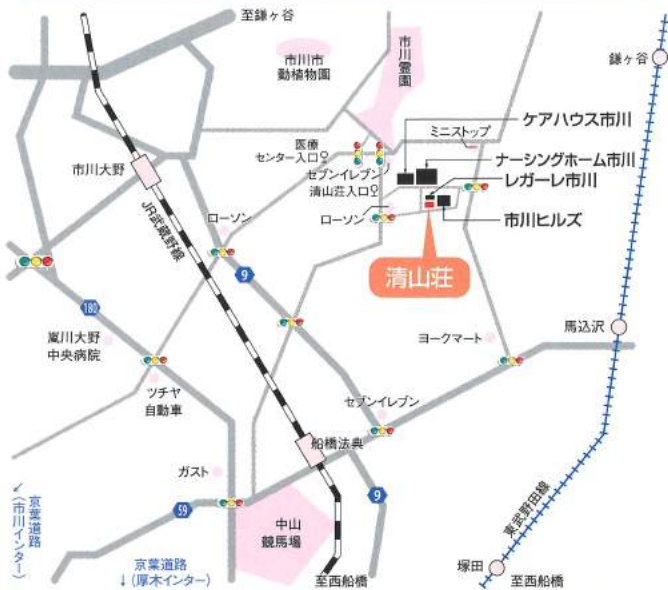 至鎌ヶ谷
市川市
動植物園
市川霊園
鎌ヶ谷
ケアハウス市川
ミニストップ
医療
センター入口
ナーシングホーム市川
市川大野
セブンイレブン
清山荘入口
レガーレ市川
ローソン
市川ヒルズ
ローソン
JR武蔵野線
9
清山荘
180
嵐川大野
中央病院
馬込沢
ヨークマート
ツチヤ
自動車
セブンイレブン
船橋法典
ガスト
9
59
中山
競馬場
東武野田線
京葉道路
(市川インター)
京葉道路
↓(厚木インター)
至西船橋
塚田
至西船橋